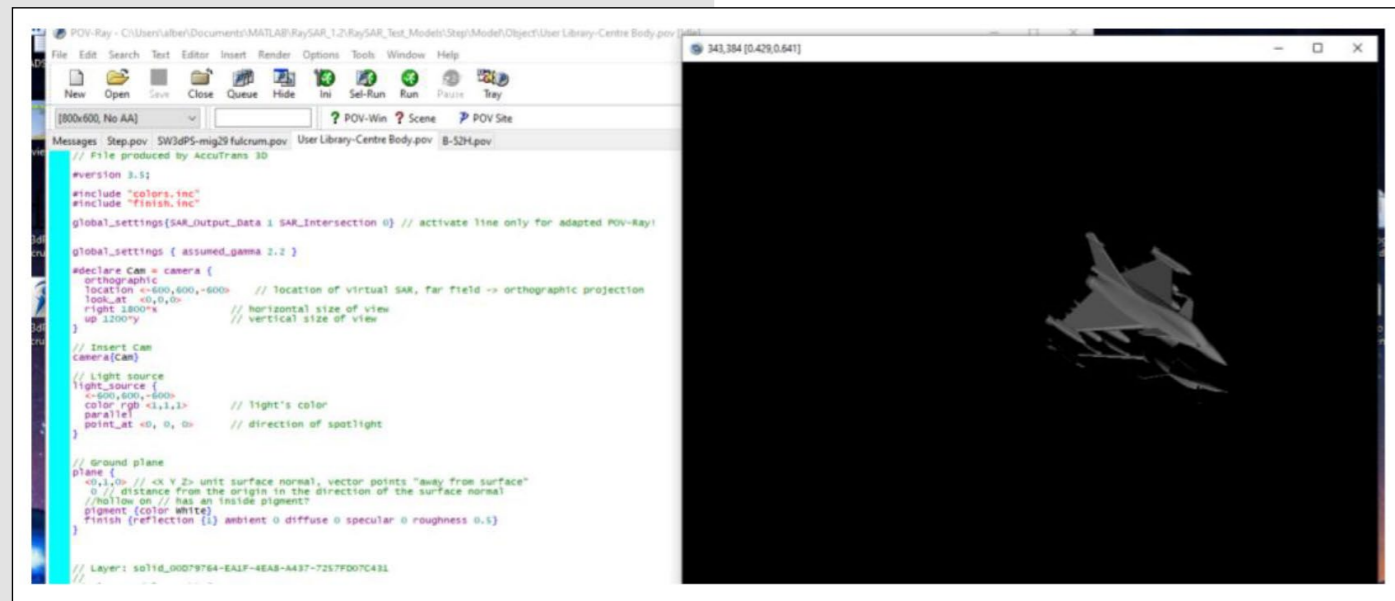 POV-Ray - C:\Users\alber\Documents\MATLAB\RaySAR_1.2\RaySAR_Test_Models\Step\Model\Object\User Library-Centre Body.pov
343,384 [0.429,0.641]
File Edit Search Text Editor Insert Render Options Tools Window Help
New Open Save Close Queue Hide Ini Sel-Run Run Pause Tray
[800x600, No AA]
? POV-Win ? Scene POV Site
Messages Step.pov SW3dPS-mig29 fulcrum.pov User Library-Centre Body.pov B-52H.pov
// File produced by AccuTrans 3D
#version 3.5;
#include "colors.inc"
#include "finish.inc"
global_settings{SAR_Output_Data 1 SAR_Intersection 0} // activate line only for adapted POV-Ray!
global_settings { assumed_gamma 2.2 }
#declare Cam = camera {
orthographic
location <-600,600,-600> // location of virtual SAR, far field -> orthographic projection
look_at <0,0,0>
right 1800*x // horizontal size of view
up 1200*y // vertical size of view
}
// Insert Cam
camera{Cam}
// Light source
light_source {
<-600,600,-600>
color rgb <1,1,1> // light's color
parallel
point_at <0, 0, 0> // direction of spotlight
}
// Ground plane
plane {
<0,1,0> // <X Y Z> unit surface normal, vector points "away from surface"
0 // distance from the origin in the direction of the surface normal
//hollow on // has an inside pigment?
pigment {color White}
finish {reflection {1} ambient 0 diffuse 0 specular 0 roughness 0.5}
}
// Layer: solid_00D79764-EA1F-4EA8-A437-7257FD07C431
//